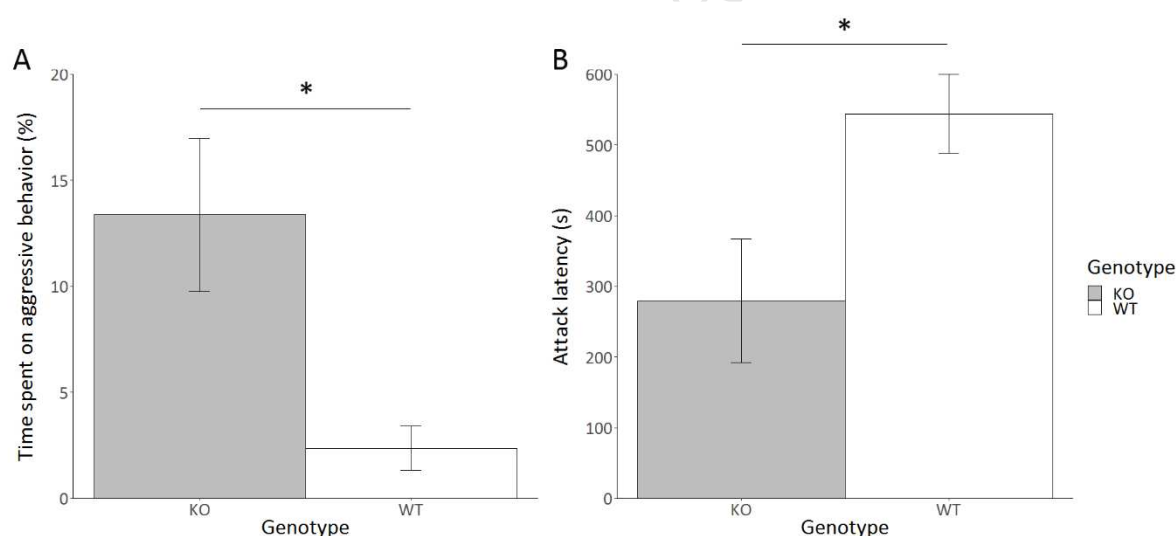 A
*
Time spent on aggressive behavior (%)
20
15
10
5
0
KO WT
Genotype
B
*
Attack latency (s)
600
500
400
300
200
100
0
KO WT
Genotype
Genotype
KO
WT